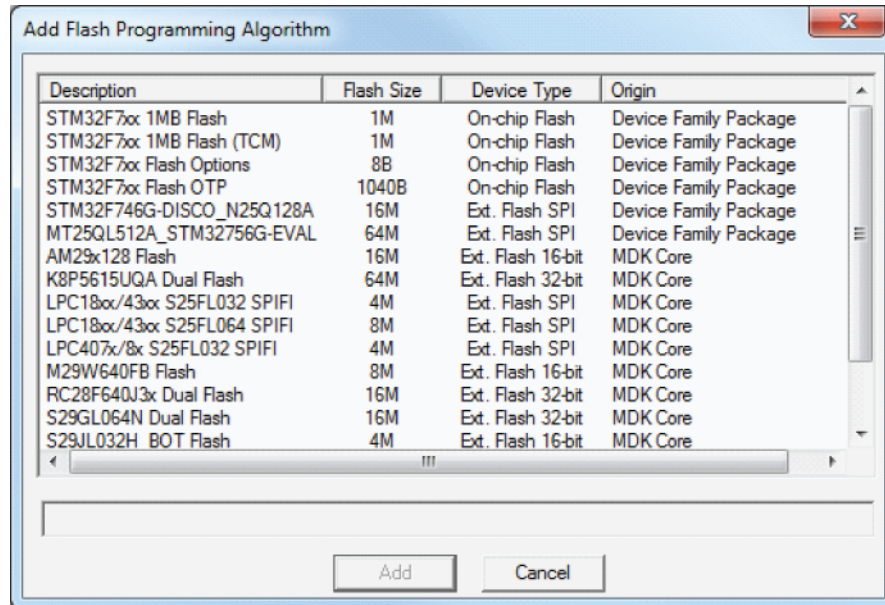 Add Flash Programming Algorithm
Description Flash Size Device Type Origin
STM32F7xx 1MB Flash 1M On-chip Flash Device Family Package
STM32F7xx 1MB Flash (TCM) 1M On-chip Flash Device Family Package
STM32F7xx Flash Options 8B On-chip Flash Device Family Package
STM32F7xx Flash OTP 1040B On-chip Flash Device Family Package
STM32F746G-DISCO_N25Q128A 16M Ext. Flash SPI Device Family Package
MT25QL512A_STM32756G-EVAL 64M Ext. Flash SPI Device Family Package
AM29x128 Flash 16M Ext. Flash 16-bit MDK Core
K8P5615UQA Dual Flash 64M Ext. Flash 32-bit MDK Core
LPC18xx/43xx S25FL032 SPIFI 4M Ext. Flash SPI MDK Core
LPC18xx/43xx S25FL064 SPIFI 8M Ext. Flash SPI MDK Core
LPC407x/8x S25FL032 SPIFI 4M Ext. Flash SPI MDK Core
M29W640FB Flash 8M Ext. Flash 16-bit MDK Core
RC28F640J3x Dual Flash 16M Ext. Flash 32-bit MDK Core
S29GL064N Dual Flash 16M Ext. Flash 32-bit MDK Core
S29JL032H_BOT Flash 4M Ext. Flash 16-bit MDK Core
Add Cancel